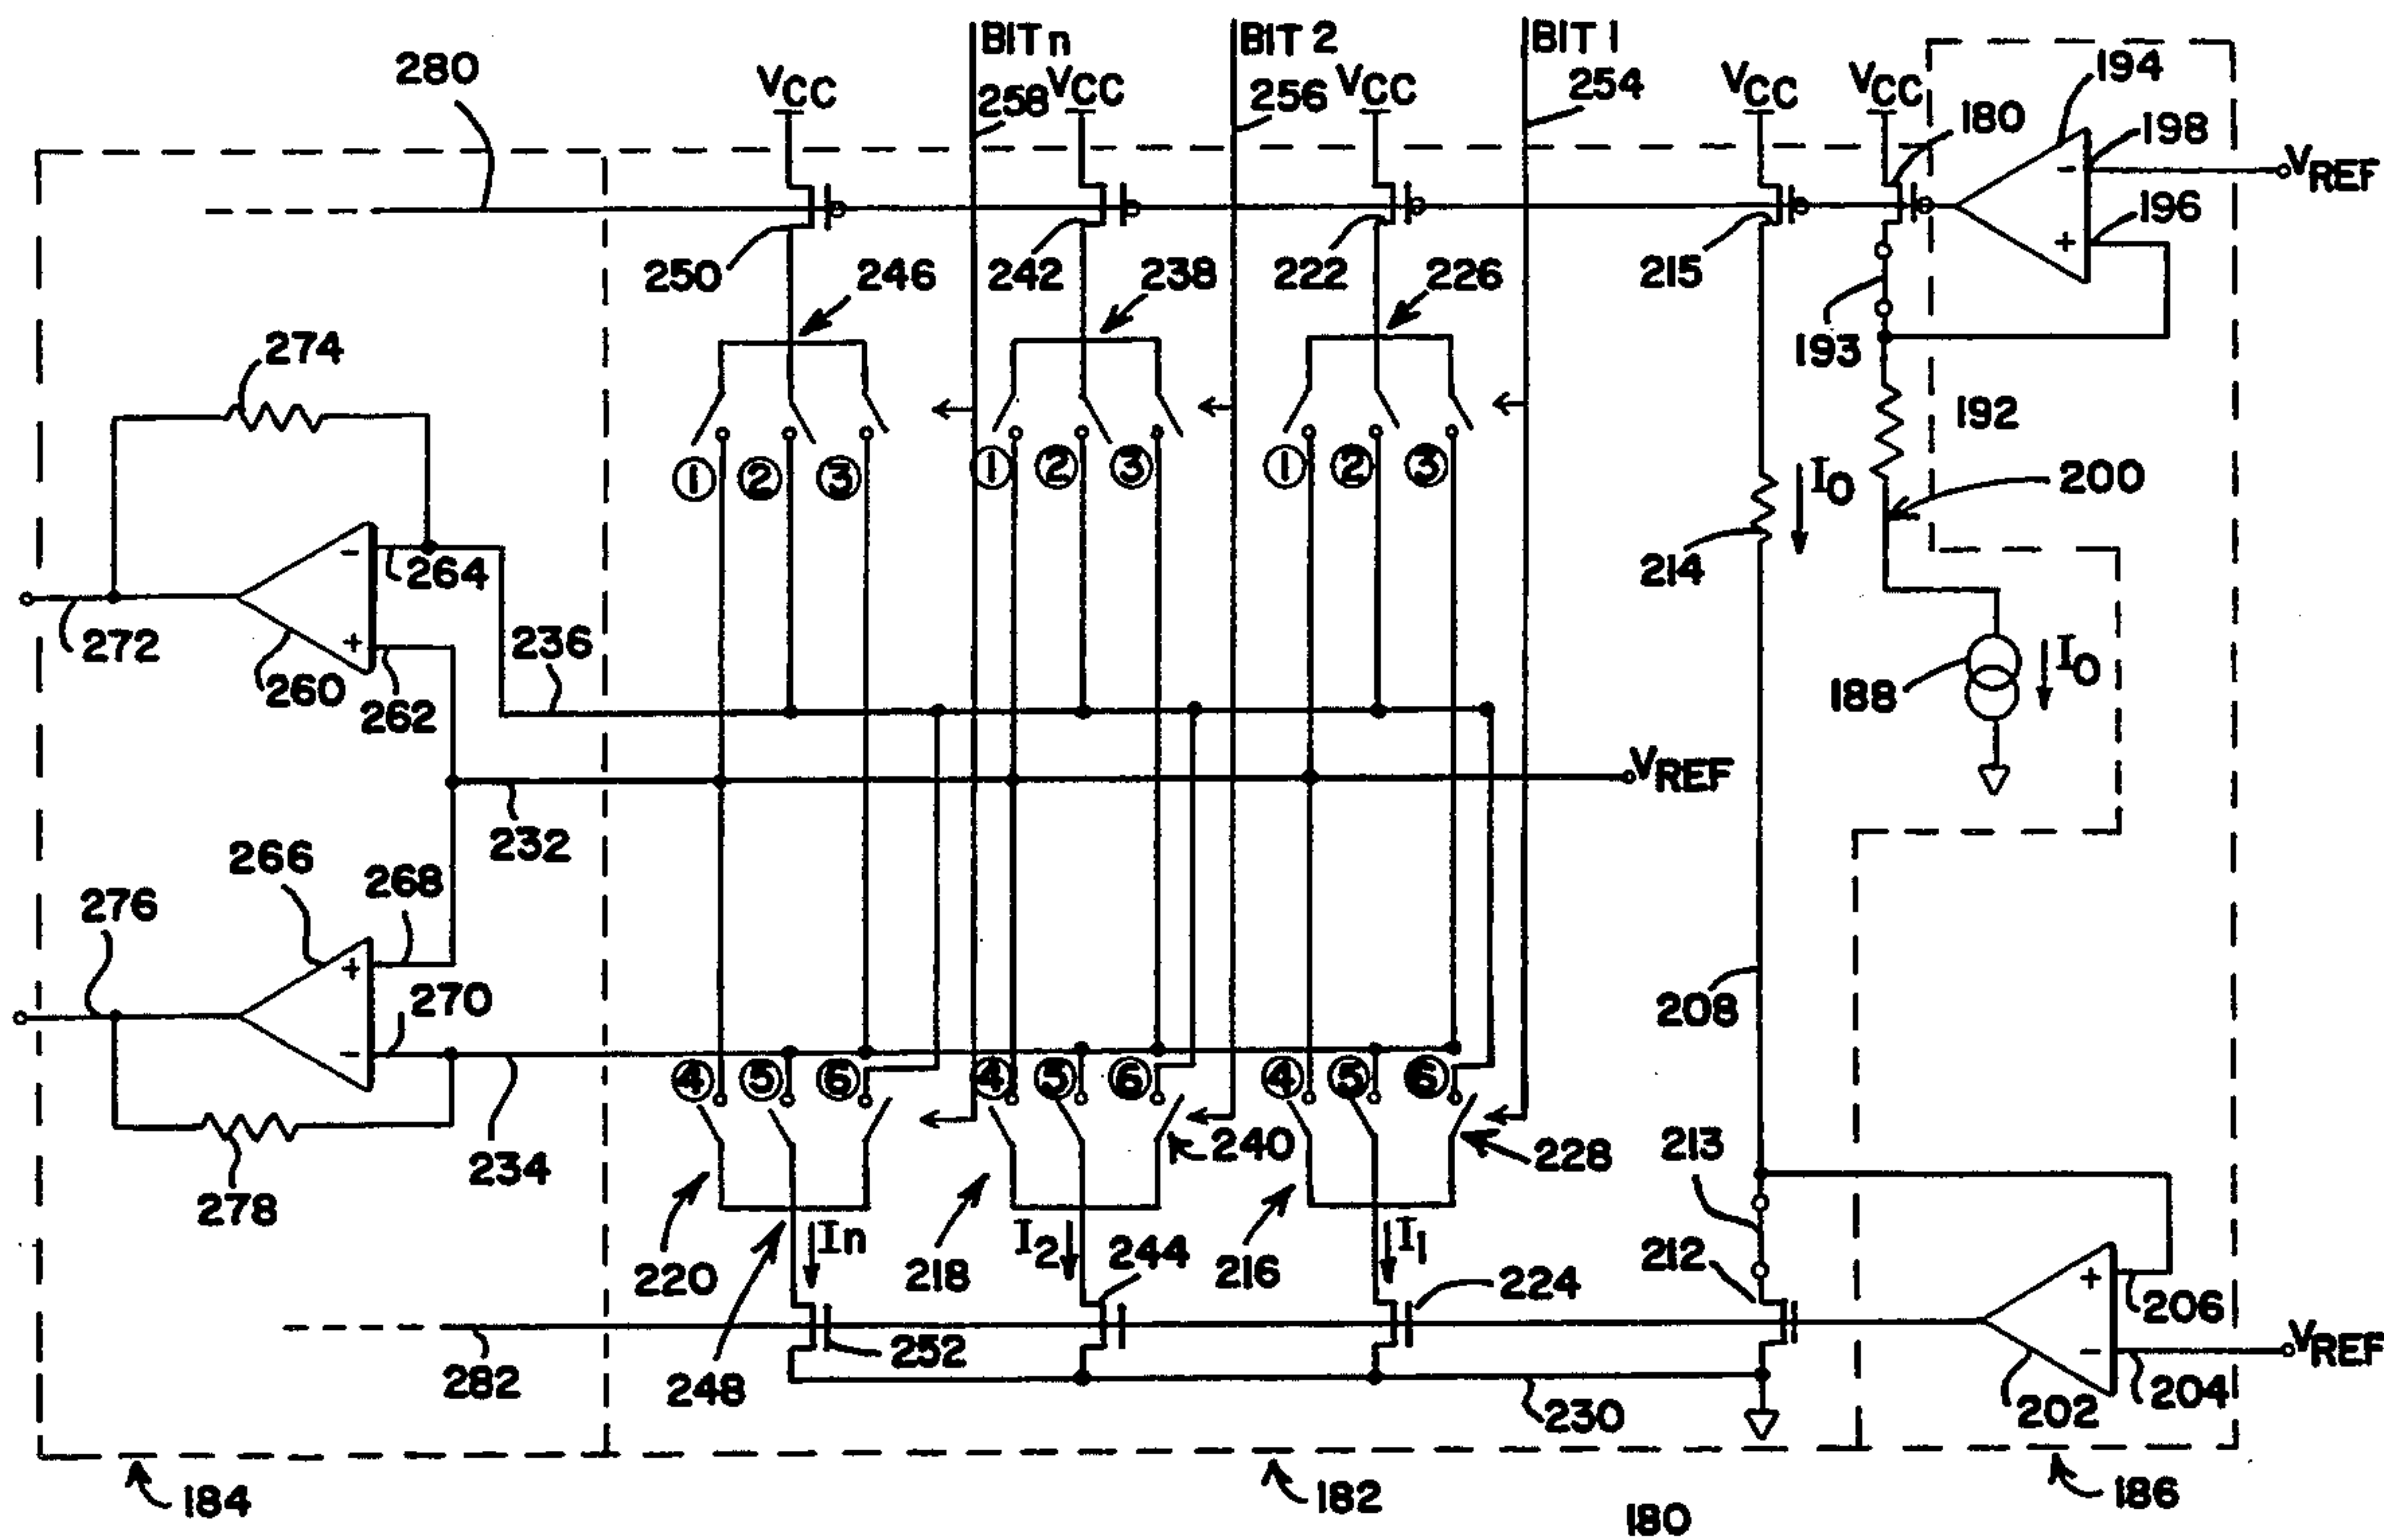 BIT n
BIT 2
BIT 1
280
VCC
258
VCC
256
VCC
254
VCC
VCC
194
180
198
-
VREF
196
+
250
246
242
238
222
226
215
193
274
192
① ② ③
① ② ③
① ② ③
I0
200
-
264
214
272
+
236
260
262
188
I0
VREF
232
266
268
276
+
208
270
-
④ ⑤ ⑥
④ ⑤ ⑥
④ ⑤ ⑥
234
240
228
213
278
In
I2
244
I1
220
218
216
212
224
+
206
282
248
252
-
VREF
230
202
204
184
182
180
186